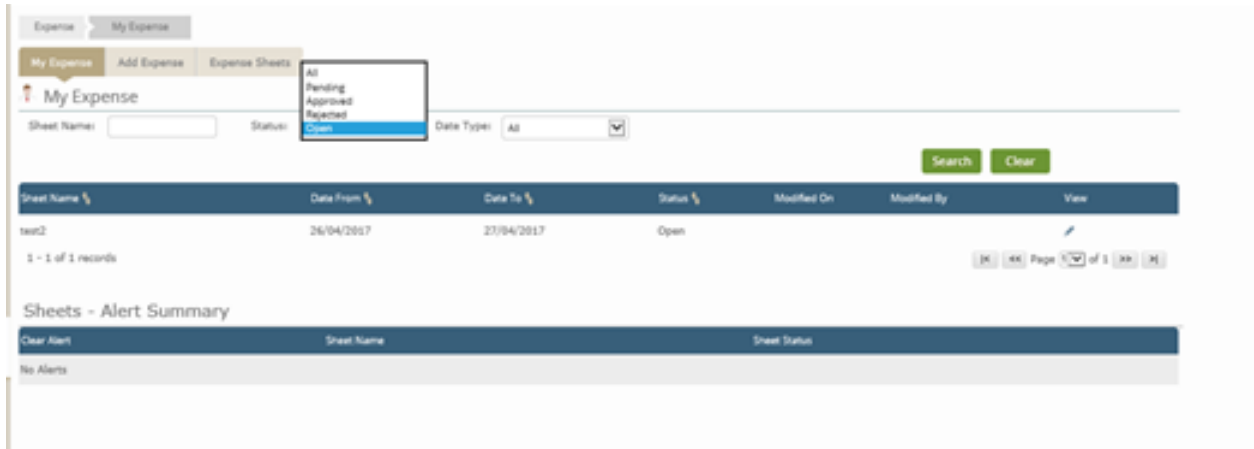 Expense My Expense
My Expense Add Expense Expense Sheets
All
Pending
Approved
Rejected
Open
My Expense
Sheet Name: Status: Date Type: All
Search Clear
Sheet Name Date From Date To Status Modified On Modified By View
test2 26/04/2017 27/04/2017 Open
1 - 1 of 1 records Page 1 of 1
Sheets - Alert Summary
Clear Alert Sheet Name Sheet Status
No Alerts